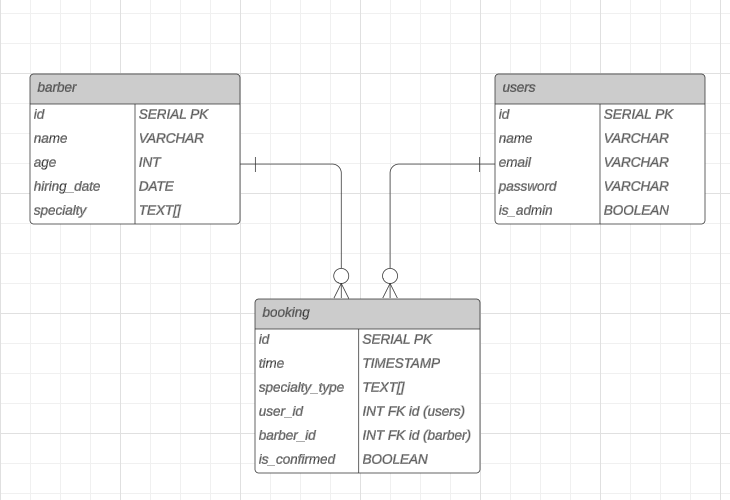 barber
id SERIAL PK
name VARCHAR
age INT
hiring_date DATE
specialty TEXT[]
users
id SERIAL PK
name VARCHAR
email VARCHAR
password VARCHAR
is_admin BOOLEAN
booking
id SERIAL PK
time TIMESTAMP
specialty_type TEXT[]
user_id INT FK id (users)
barber_id INT FK id (barber)
is_confirmed BOOLEAN